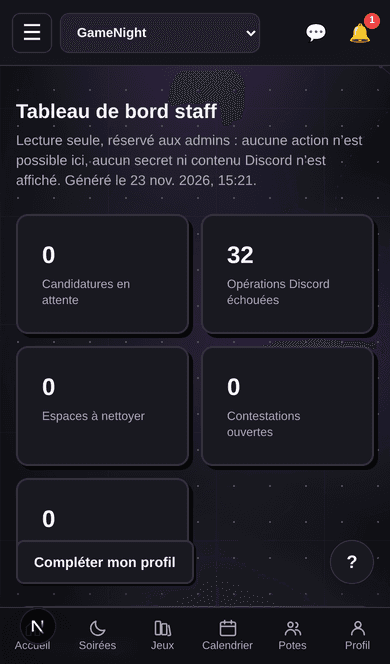 GameNight
1
Tableau de bord staff
Lecture seule, réservé aux admins : aucune action n’est
possible ici, aucun secret ni contenu Discord n’est
affiché. Généré le 23 nov. 2026, 15:21.
0
Candidatures en
attente
32
Opérations Discord
échouées
0
Espaces à nettoyer
0
Contestations
ouvertes
0
Compléter mon profil
?
N
Accueil
Soirées
Jeux
Calendrier
Potes
Profil